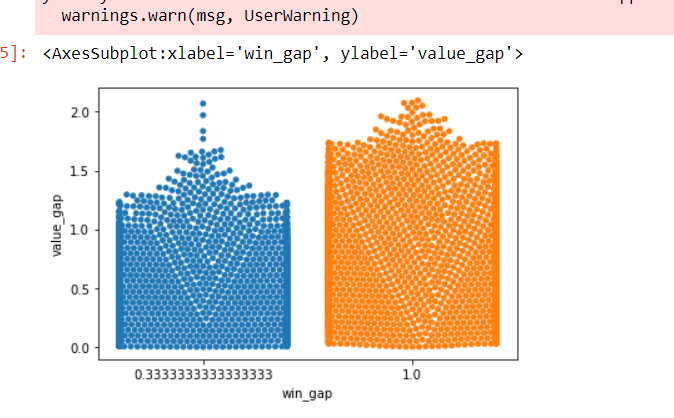 warnings.warn(msg, UserWarning)
5]: <AxesSubplot:xlabel='win_gap', ylabel='value_gap'>
2.0
1.5
value_gap
1.0
0.5
0.0
0.3333333333333333
1.0
win_gap